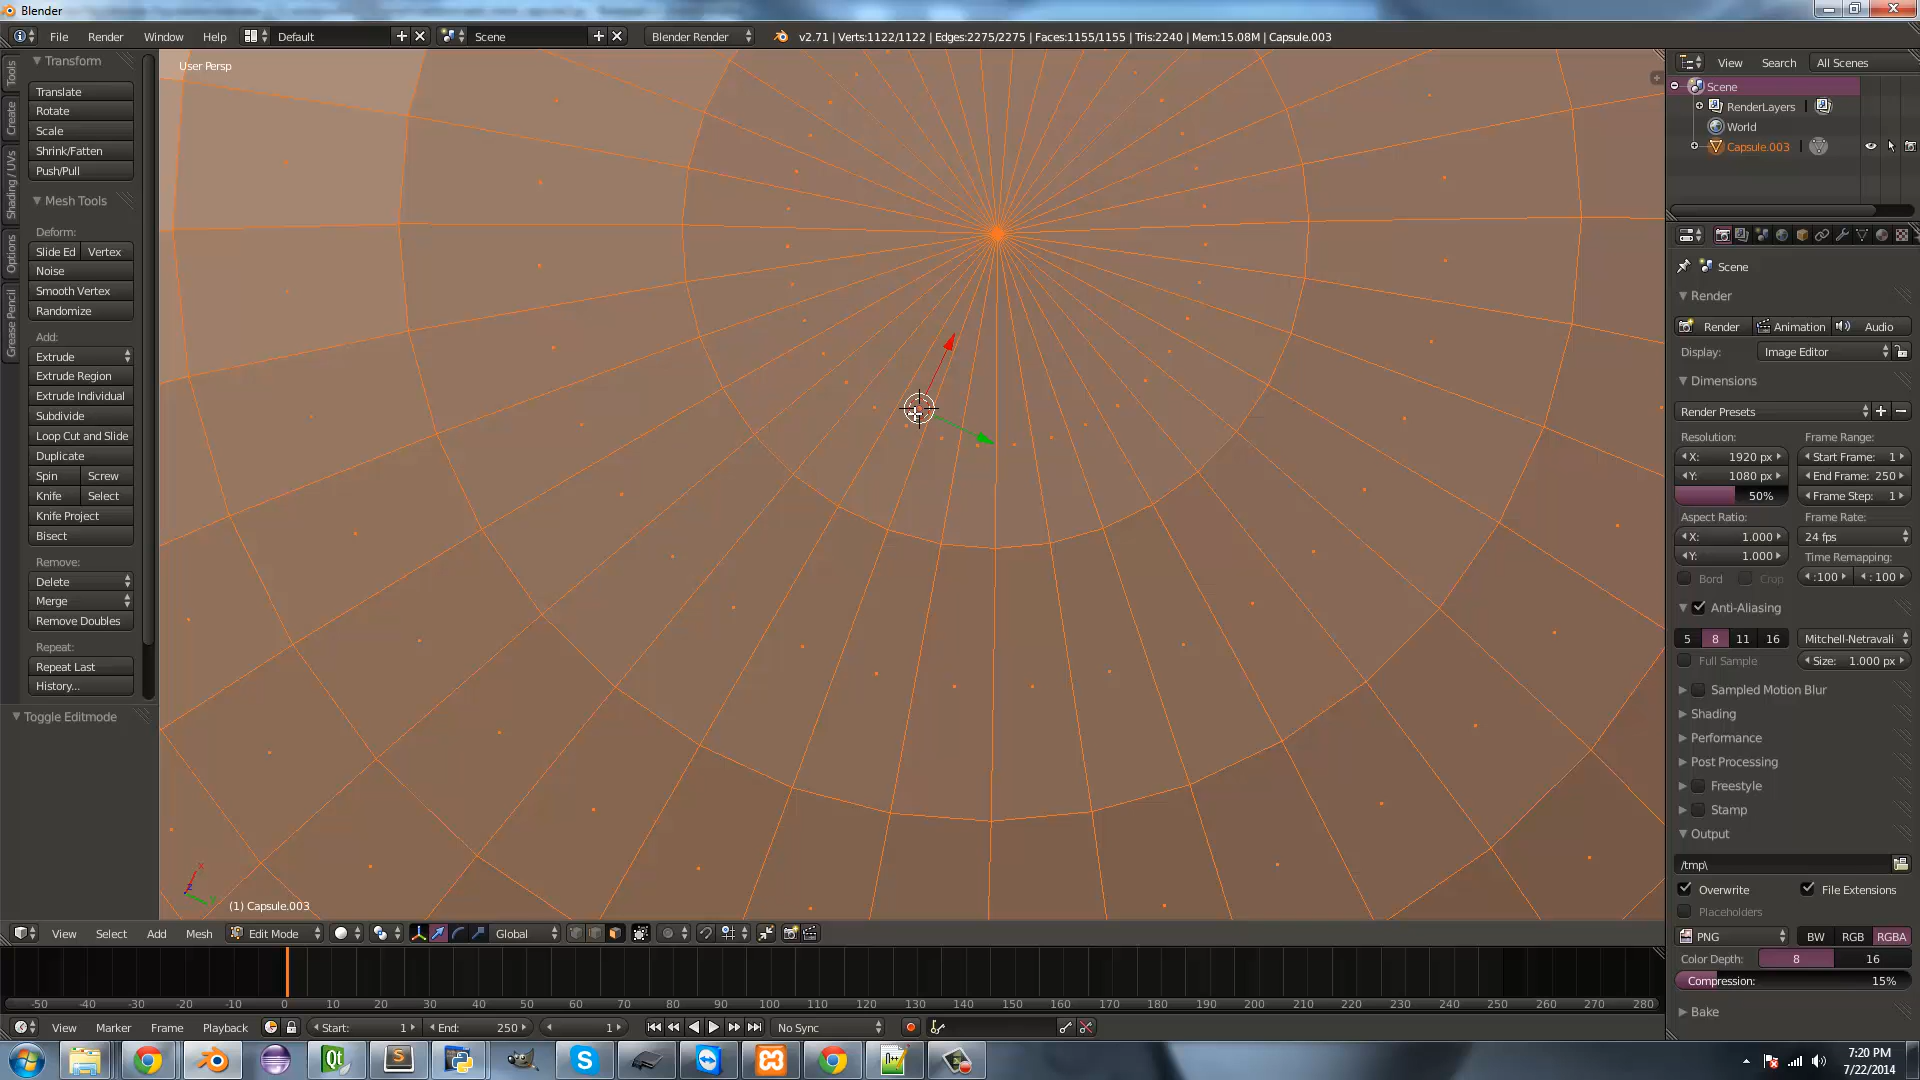 Blender
File Render Window Help Default Scene Blender Render v2.71 | Verts:1122/1122 | Edges:2275/2275 | Faces:1155/1155 | Tris:2240 | Mem:15.08M | Capsule.003
Tools
Create
Shading / UVs
Options
Grease Pencil
Transform
Translate
Rotate
Scale
Shrink/Fatten
Push/Pull
Mesh Tools
Deform:
Slide Ed Vertex
Noise
Smooth Vertex
Randomize
Add:
Extrude
Extrude Region
Extrude Individual
Subdivide
Loop Cut and Slide
Duplicate
Spin Screw
Knife Select
Knife Project
Bisect
Remove:
Delete
Merge
Remove Doubles
Repeat:
Repeat Last
History...
Toggle Editmode
User Persp
x
z
(1) Capsule.003
View Search All Scenes
Scene
RenderLayers
World
Capsule.003
Scene
Render
Render Animation Audio
Display: Image Editor
Dimensions
Render Presets
Resolution: Frame Range:
X: 1920 px Start Frame: 1
Y: 1080 px End Frame: 250
50% Frame Step: 1
Aspect Ratio: Frame Rate:
X: 1.000 24 fps
Y: 1.000 Time Remapping:
Bord Crop :100 : 100
Anti-Aliasing
5 8 11 16 Mitchell-Netravali
Full Sample Size: 1.000 px
Sampled Motion Blur
Shading
Performance
Post Processing
Freestyle
Stamp
Output
/tmp\
Overwrite File Extensions
Placeholders
PNG BW RGB RGBA
Color Depth: 8 16
Compression: 15%
Bake
View Select Add Mesh Edit Mode Global
-50 -40 -30 -20 -10 0 10 20 30 40 50 60 70 80 90 100 110 120 130 140 150 160 170 180 190 200 210 220 230 240 250 260 270 280
View Marker Frame Playback Start: 1 End: 250 1 No Sync
7:20 PM
7/22/2014